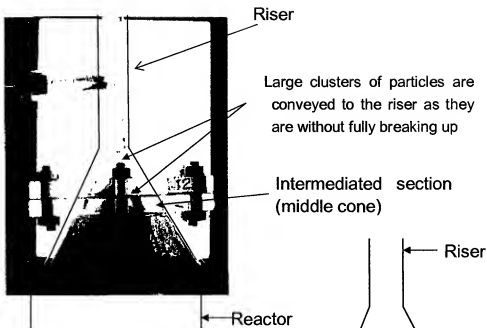 Riser
Large clusters of particles are
conveyed to the riser as they
are without fully breaking up
Intermediated section
(middle cone)
Riser
Reactor